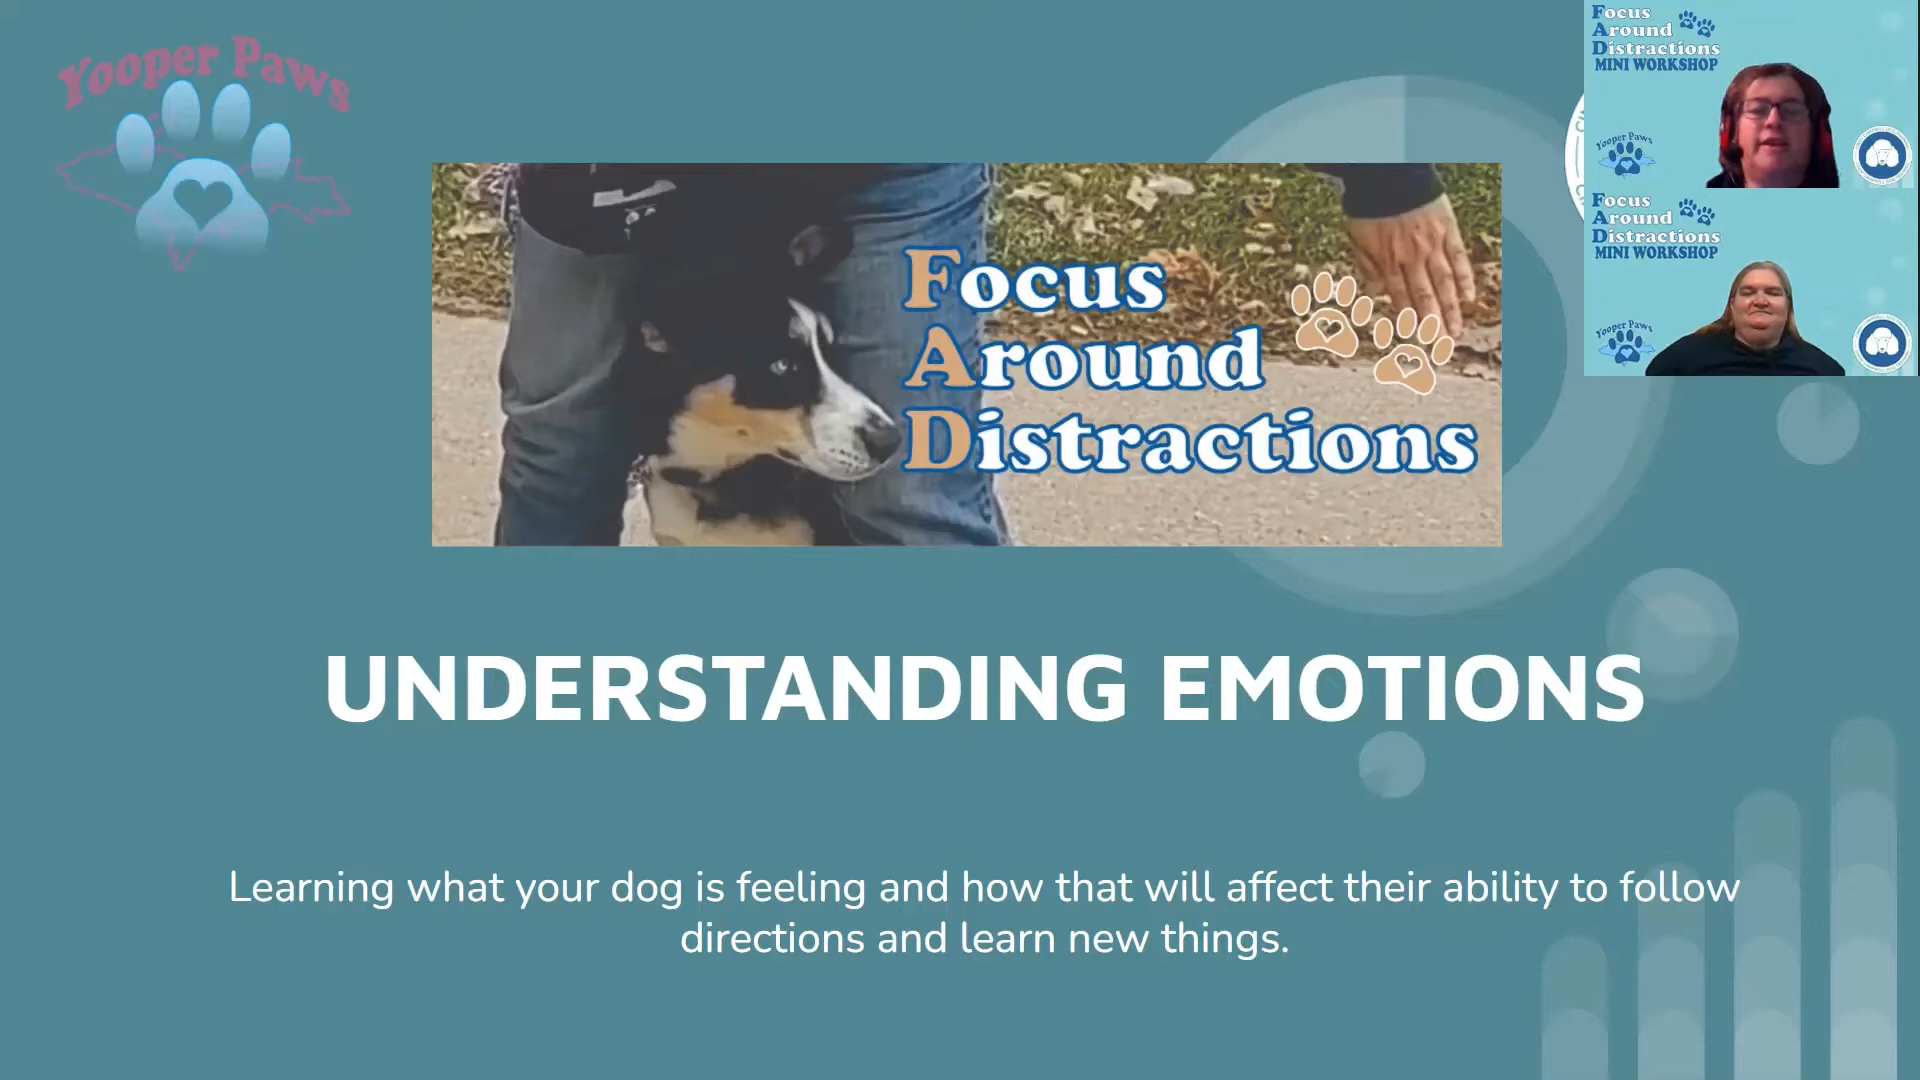 Yooper Paws
Focus
Around
Distractions
UNDERSTANDING EMOTIONS
Learning what your dog is feeling and how that will affect their ability to follow
directions and learn new things.
Focus
Around
Distractions
MINI WORKSHOP
Yooper Paws
Focus
Around
Distractions
MINI WORKSHOP
Yooper Paws